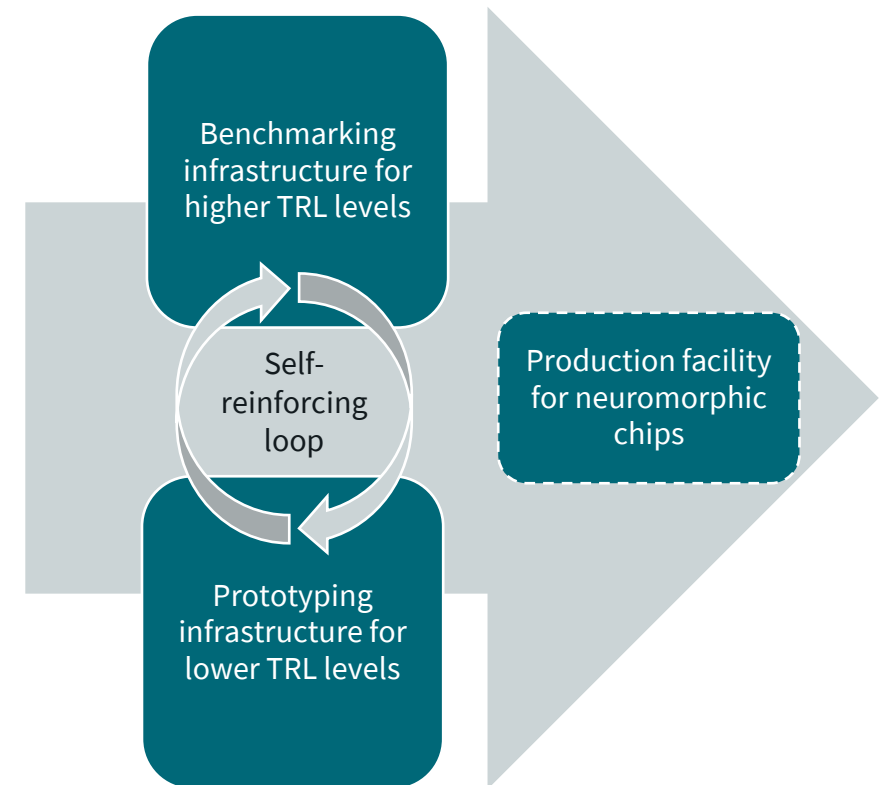 Benchmarking
infrastructure for
higher TRL levels
Self-
reinforcing
loop
Production facility
for neuromorphic
chips
Prototyping
infrastructure for
lower TRL levels